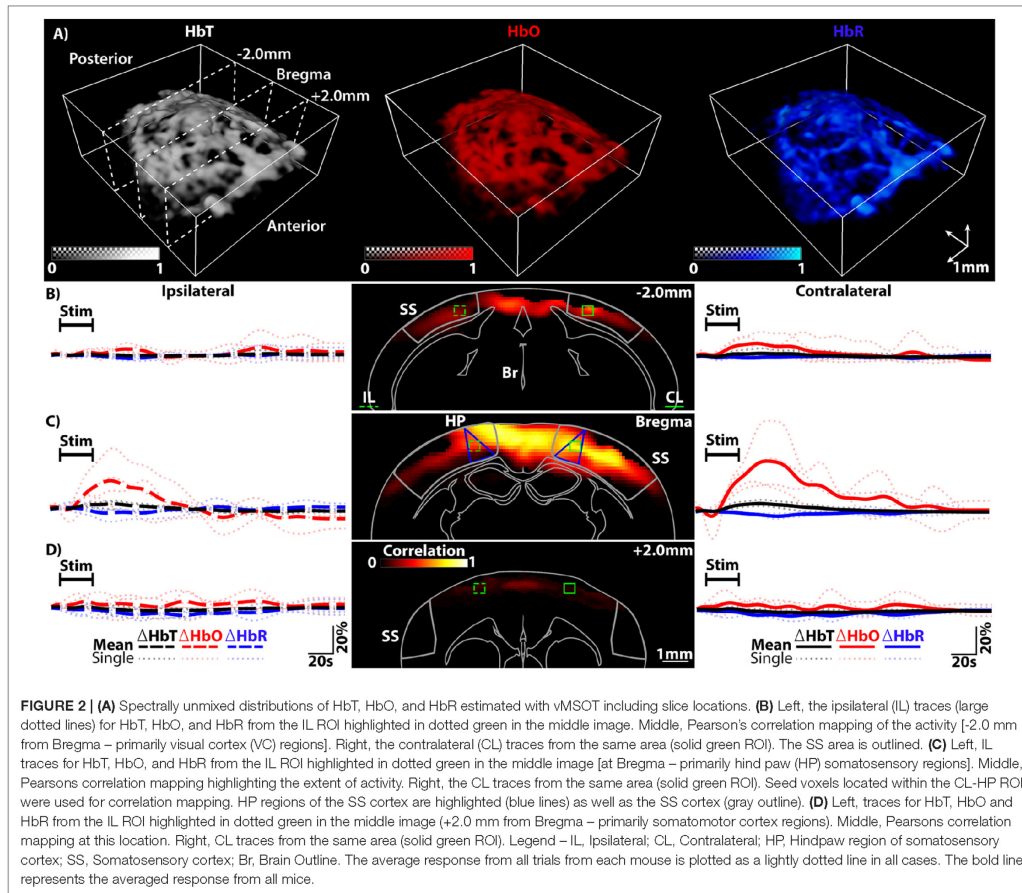 A)
HbT
HbO
HbR
Posterior
-2.0mm
Bregma
+2.0mm
Anterior
0 1
0 1
0 1
1mm
Ipsilateral
Contralateral
B)
Stim
SS
-2.0mm
Br
IL
CL
Stim
C)
Stim
HP
Bregma
SS
Stim
D)
Stim
Correlation
0 1
+2.0mm
SS
1mm
Stim
ΔHbT ΔHbO ΔHbR
Mean
Single
20s
20%
ΔHbT ΔHbO ΔHbR
Mean
Single
20s
20%
FIGURE 2 | (A) Spectrally unmixed distributions of HbT, HbO, and HbR estimated with vMSOT including slice locations. (B) Left, the ipsilateral (IL) traces (large
dotted lines) for HbT, HbO, and HbR from the IL ROI highlighted in dotted green in the middle image. Middle, Pearson's correlation mapping of the activity [-2.0 mm
from Bregma – primarily visual cortex (VC) regions]. Right, the contralateral (CL) traces from the same area (solid green ROI). The SS area is outlined. (C) Left, IL
traces for HbT, HbO, and HbR from the IL ROI highlighted in dotted green in the middle image [at Bregma – primarily hind paw (HP) somatosensory regions]. Middle,
Pearsons correlation mapping highlighting the extent of activity. Right, the CL traces from the same area (solid green ROI). Seed voxels located within the CL-HP ROI
were used for correlation mapping. HP regions of the SS cortex are highlighted (blue lines) as well as the SS cortex (gray outline). (D) Left, traces for HbT, HbO and
HbR from the IL ROI highlighted in dotted green in the middle image (+2.0 mm from Bregma – primarily somatomotor cortex regions). Middle, Pearsons correlation
mapping at this location. Right, CL traces from the same area (solid green ROI). Legend – IL, Ipsilateral; CL, Contralateral; HP, Hindpaw region of somatosensory
cortex; SS, Somatosensory cortex; Br, Brain Outline. The average response from all trials from each mouse is plotted as a lightly dotted line in all cases. The bold line
represents the averaged response from all mice.